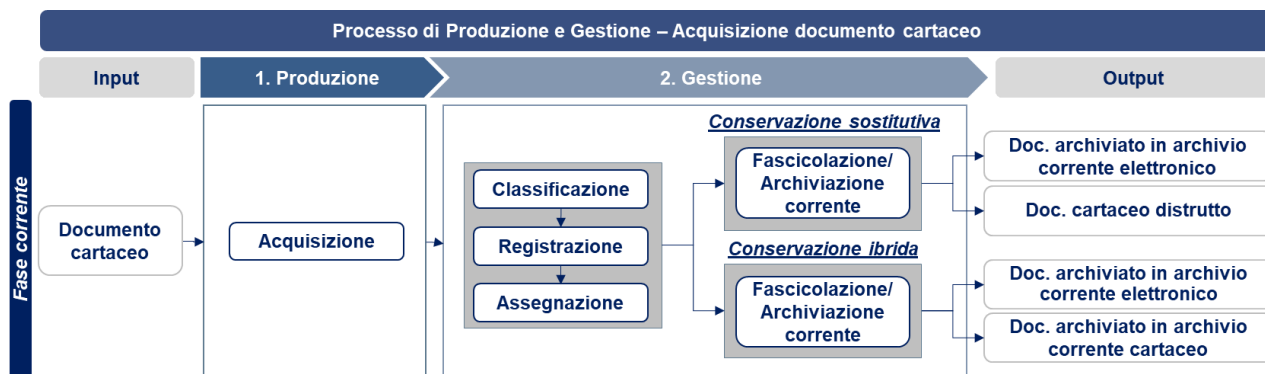 Processo di Produzione e Gestione – Acquisizione documento cartaceo
Input
1. Produzione
2. Gestione
Output
Fase corrente
Documento
cartaceo
Acquisizione
Classificazione
Registrazione
Assegnazione
Conservazione sostitutiva
Fascicolazione/
Archiviazione
corrente
Conservazione ibrida
Fascicolazione/
Archiviazione
corrente
Doc. archiviato in archivio
corrente elettronico
Doc. cartaceo distrutto
Doc. archiviato in archivio
corrente elettronico
Doc. archiviato in archivio
corrente cartaceo